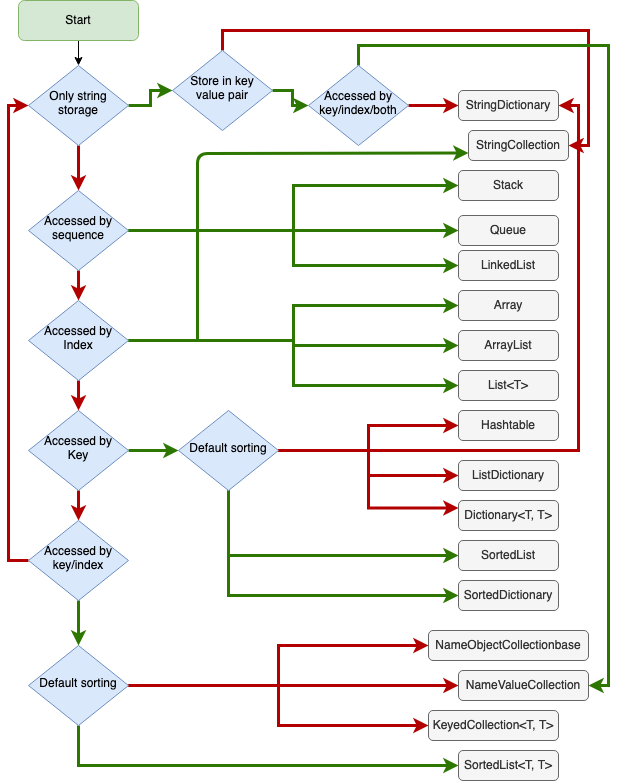 Start
Only string
storage
Store in key
value pair
Accessed by
key/index/both
StringDictionary
StringCollection
Stack
Accessed by
sequence
Queue
LinkedList
Array
Accessed by
Index
ArrayList
List<T>
Hashtable
Accessed by
Key
Default sorting
ListDictionary
Dictionary<T, T>
Accessed by
key/index
SortedList
SortedDictionary
NameObjectCollectionbase
Default sorting
NameValueCollection
KeyedCollection<T, T>
SortedList<T, T>